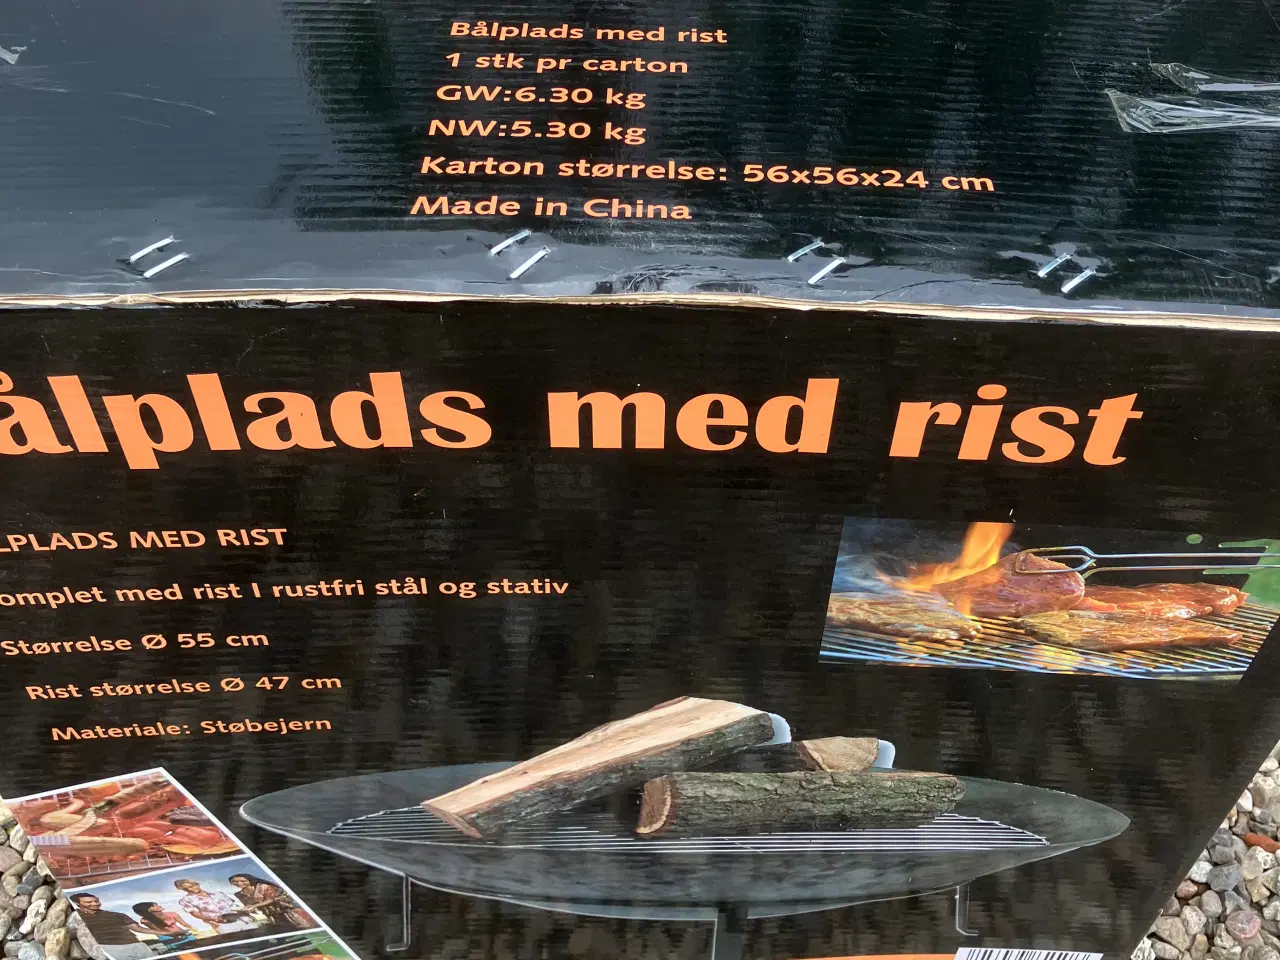 Bålplads med rist
1 stk pr carton
GW:6.30 kg
NW:5.30 kg
Karton størrelse: 56x56x24 cm
Made in China
ålplads med rist
LPLADS MED RIST
omplet med rist I rustfri stål og stativ
Størrelse Ø 55 cm
Rist størrelse Ø 47 cm
Materiale: Støbejern